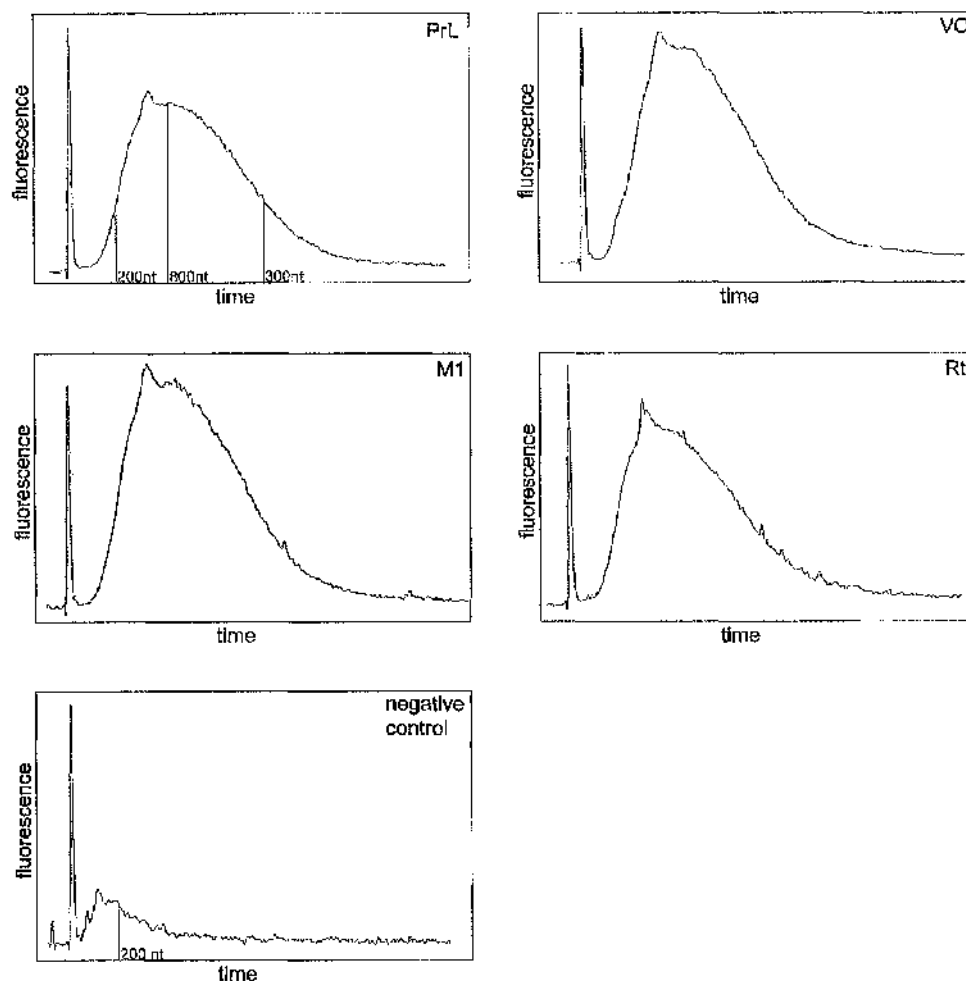 PrL
fluorescence
200nt 800nt 300nt
time
VO
fluorescence
time
M1
fluorescence
time
Rt
fluorescence
time
negative
control
fluorescence
200 nt
time